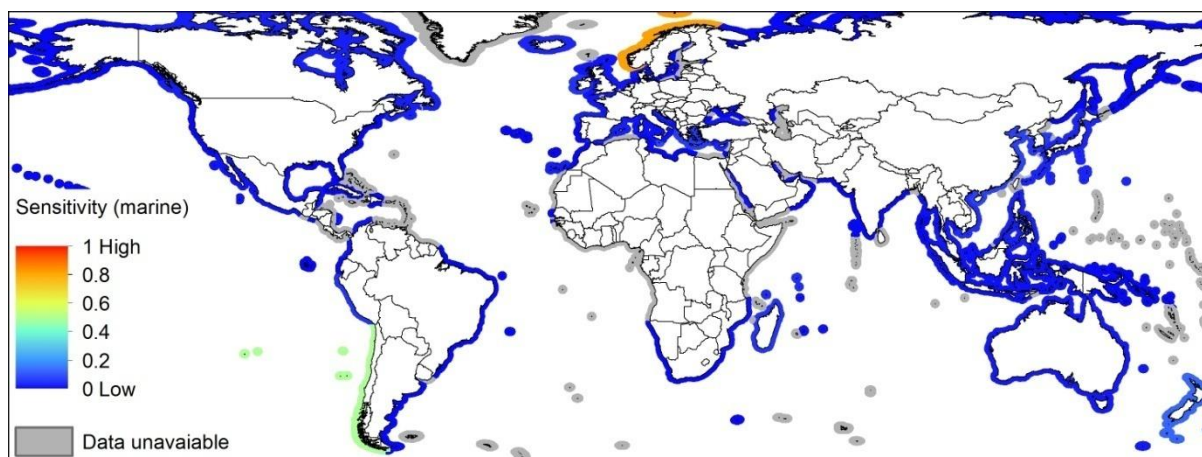 Sensitivity (marine)
1 High
0.8
0.6
0.4
0.2
0 Low
Data unavaiable